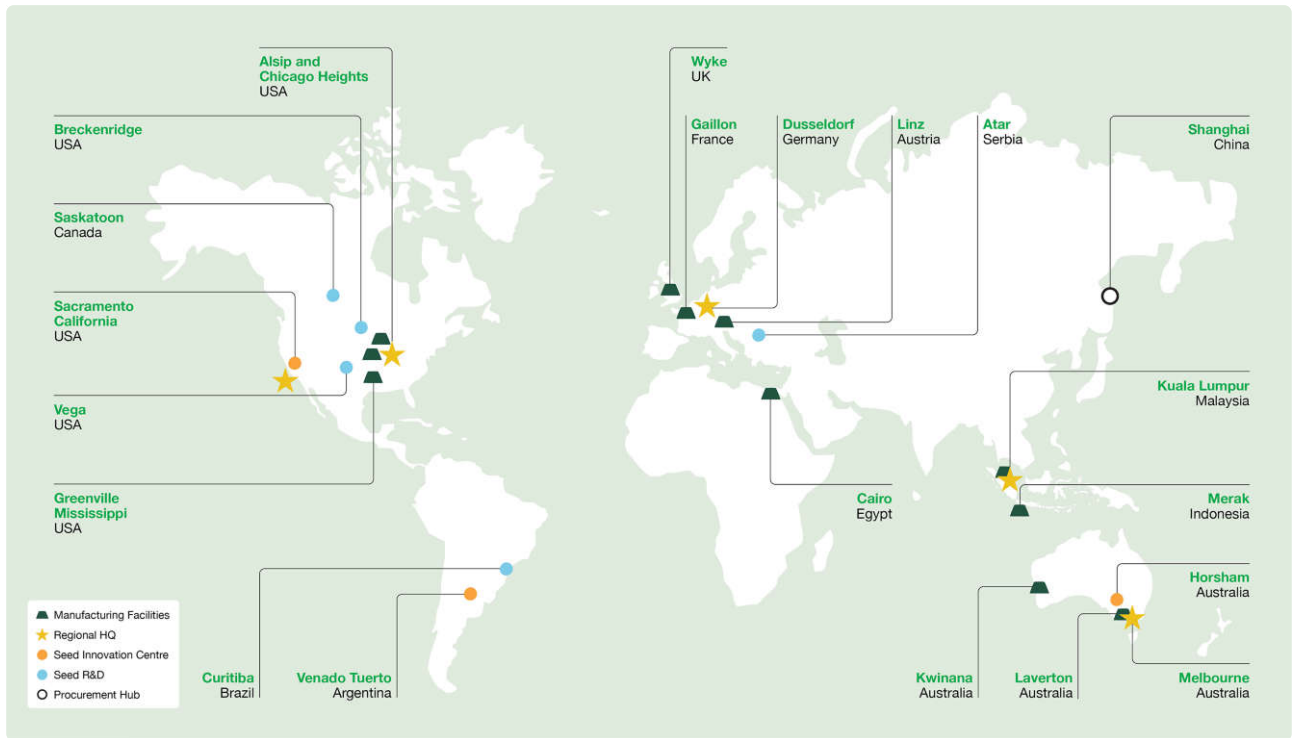 Alsip and
Chicago Heights
USA
Breckenridge
USA
Saskatoon
Canada
Sacramento
California
USA
Vega
USA
Greenville
Mississippi
USA
Curitiba
Brazil
Venado Tuerto
Argentina
Wyke
UK
Gaillon
France
Dusseldorf
Germany
Linz
Austria
Atar
Serbia
Shanghai
China
Kuala Lumpur
Malaysia
Cairo
Egypt
Merak
Indonesia
Horsham
Australia
Kwinana
Australia
Laverton
Australia
Melbourne
Australia
Manufacturing Facilities
Regional HQ
Seed Innovation Centre
Seed R&D
Procurement Hub